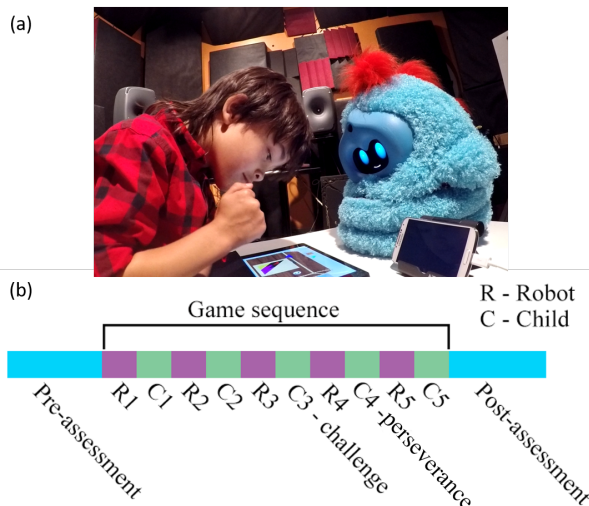 (a)
(b)
R - Robot
C - Child
Game sequence
Pre-assessment
R1
C1
R2
C2
R3
C3 - challenge
R4
C4 -perseverance
R5
C5
Post-assessment